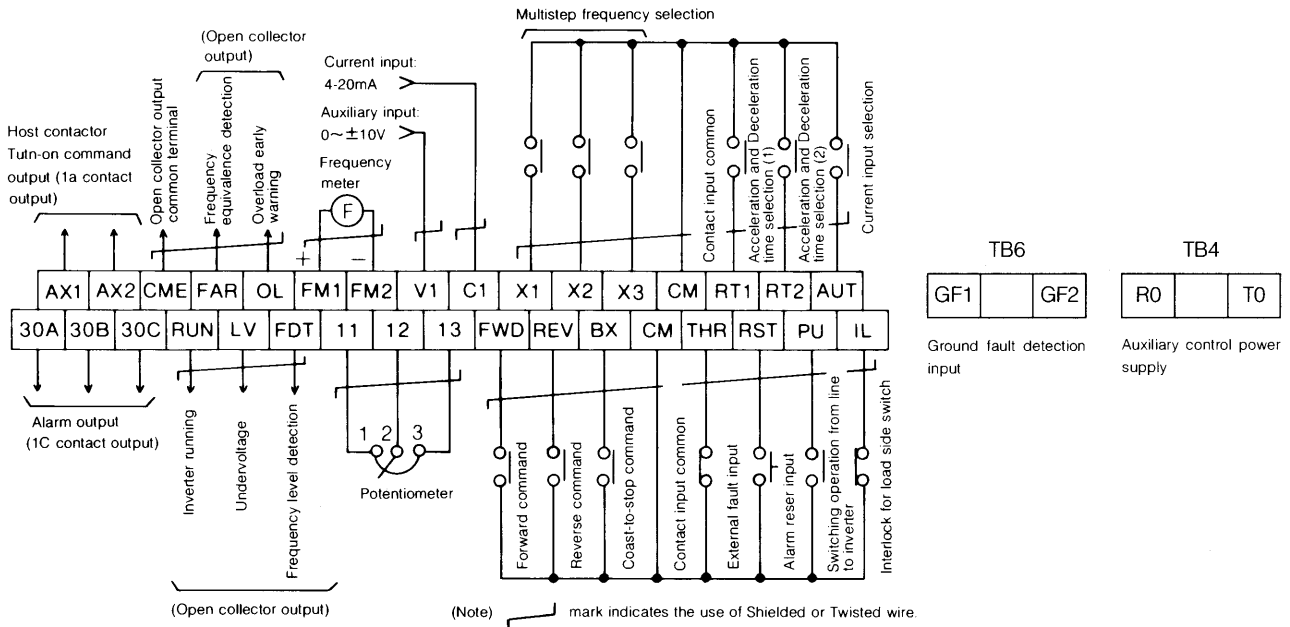 Multistep frequency selection
(Open collector
output)
Current input:
4-20mA
Auxiliary input:
0~±10V
Frequency
meter
F
+
−
Host contactor
Tutn-on command
output (1a contact
output)
Open collector output
common terminal
Frequency
equivalence detection
Overload early
warning
Contact input common
Acceleration and Deceleration
time selection (1)
Acceleration and Deceleration
time selection (2)
Current input selection
AX1 AX2 CME FAR OL FM1 FM2 V1 C1 X1 X2 X3 CM RT1 RT2 AUT
30A 30B 30C RUN LV FDT 11 12 13 FWD REV BX CM THR RST PU IL
TB6
GF1 GF2
Ground fault detection
input
TB4
R0 T0
Auxiliary control power
supply
Alarm output
(1C contact output)
Inverter running
Undervoltage
Frequency level detection
(Open collector output)
1 2 3
Potentiometer
Forward command
Reverse command
Coast-to-stop command
Contact input common
External fault input
Alarm reser input
Switching operation from line
to inverter
Interlock for load side switch
(Note) mark indicates the use of Shielded or Twisted wire.